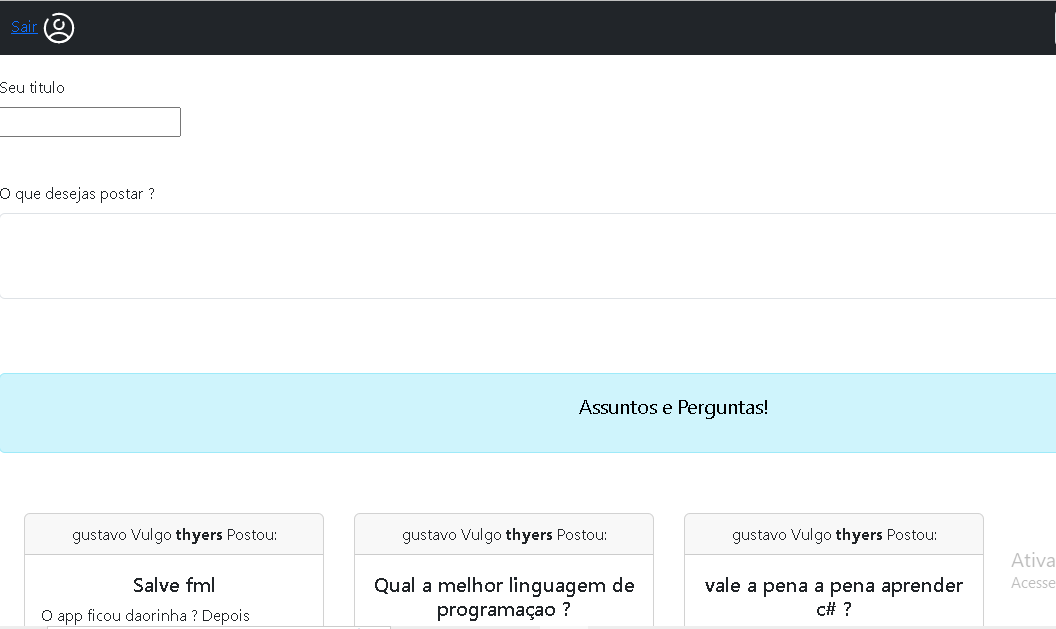 Sair
Seu titulo
O que desejas postar ?
Assuntos e Perguntas!
gustavo Vulgo thyers Postou:
Salve fml
O app ficou daorinha ? Depois
gustavo Vulgo thyers Postou:
Qual a melhor linguagem de
programaçao ?
gustavo Vulgo thyers Postou:
vale a pena a pena aprender
c# ?
Ativa
Acesse